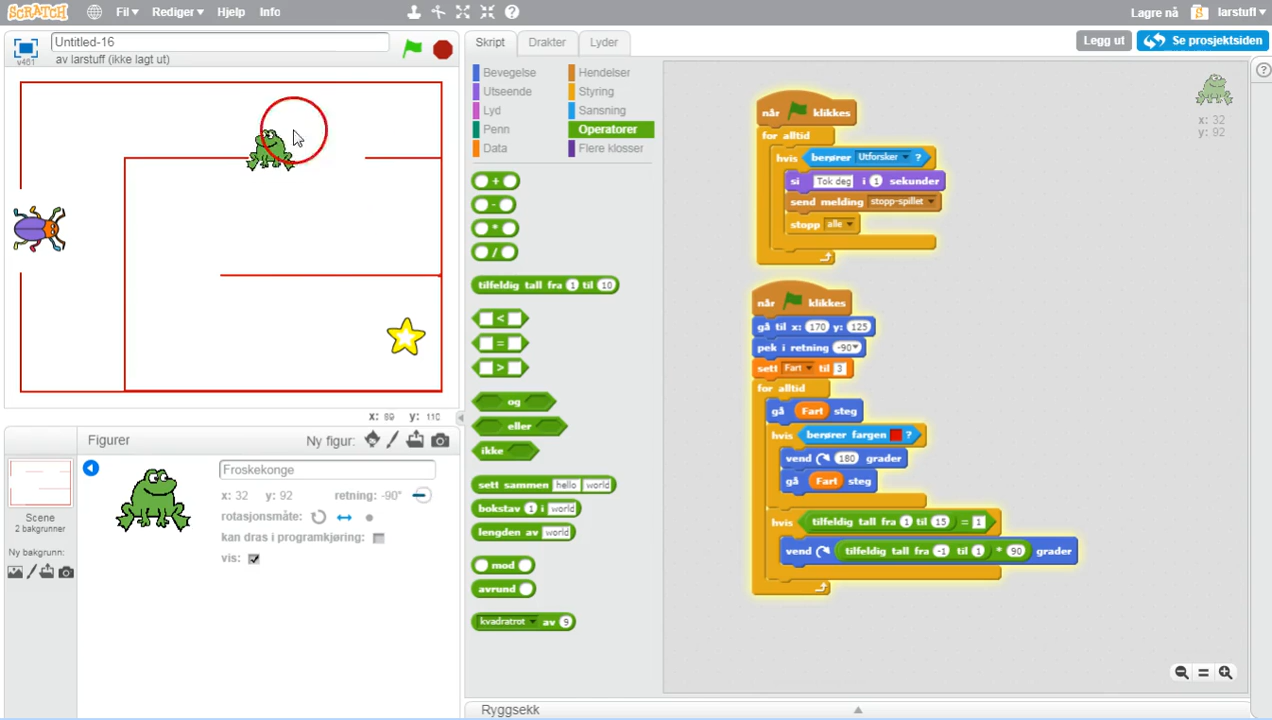 SCRATCH Fil Rediger Hjelp Info Lagre nå larstufl
v461 Untitled-16
av larstuff (ikke lagt ut)
Skript Drakter Lyder Legg ut Se prosjektsiden
Bevegelse Hendelser
Utseende Styring
Lyd Sansning
Penn Operatorer
Data Flere klosser
+
-
*
/
tilfeldig tall fra 1 til 10
<
=
>
og
eller
ikke
sett sammen hello world
bokstav 1 i world
lengden av world
mod
avrund
kvadratrot av 9
når klikkes
for alltid
hvis berører Utforsker ?
si Tok deg i 1 sekunder
send melding stopp-spillet
stopp alle
når klikkes
gå til x: 170 y: 125
pek i retning -90
sett Fart til 3
for alltid
gå Fart steg
hvis berører fargen ?
vend 180 grader
gå Fart steg
hvis tilfeldig tall fra 1 til 15 = 1
vend tilfeldig tall fra -1 til 1 * 90 grader
x: 32
y: 92
x: 69 y: 110
Figurer Ny figur:
Froskekonge
x: 32 y: 92 retning: -90°
rotasjonsmåte:
kan dras i programkjøring:
vis:
Scene
2 bakgrunner
Ny bakgrunn:
Ryggsekk